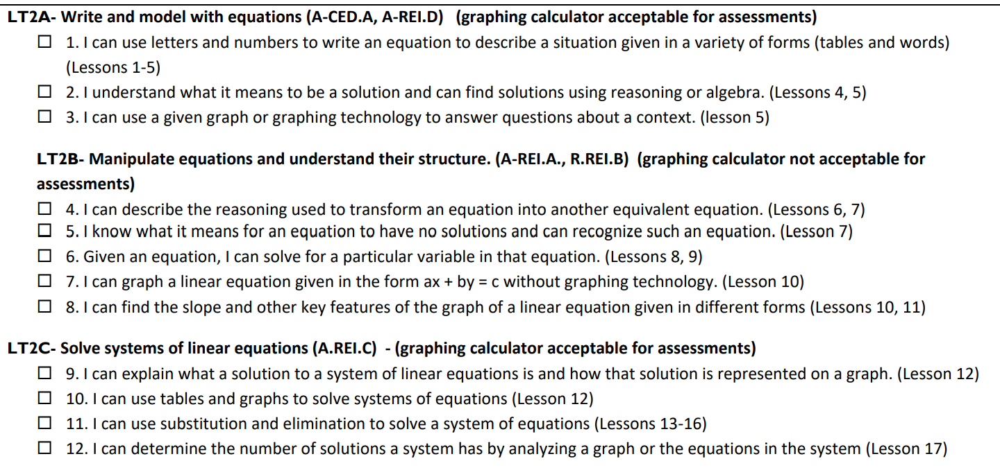 LT2A- Write and model with equations (A-CED.A, A-REI.D) (graphing calculator acceptable for assessments)
☐ 1. I can use letters and numbers to write an equation to describe a situation given in a variety of forms (tables and words)
(Lessons 1-5)
☐ 2. I understand what it means to be a solution and can find solutions using reasoning or algebra. (Lessons 4, 5)
☐ 3. I can use a given graph or graphing technology to answer questions about a context. (lesson 5)
LT2B- Manipulate equations and understand their structure. (A-REI.A., R.REI.B) (graphing calculator not acceptable for
assessments)
☐ 4. I can describe the reasoning used to transform an equation into another equivalent equation. (Lessons 6, 7)
☐ 5. I know what it means for an equation to have no solutions and can recognize such an equation. (Lesson 7)
☐ 6. Given an equation, I can solve for a particular variable in that equation. (Lessons 8, 9)
☐ 7. I can graph a linear equation given in the form ax + by = c without graphing technology. (Lesson 10)
☐ 8. I can find the slope and other key features of the graph of a linear equation given in different forms (Lessons 10, 11)
LT2C- Solve systems of linear equations (A.REI.C) - (graphing calculator acceptable for assessments)
☐ 9. I can explain what a solution to a system of linear equations is and how that solution is represented on a graph. (Lesson 12)
☐ 10. I can use tables and graphs to solve systems of equations (Lesson 12)
☐ 11. I can use substitution and elimination to solve a system of equations (Lessons 13-16)
☐ 12. I can determine the number of solutions a system has by analyzing a graph or the equations in the system (Lesson 17)